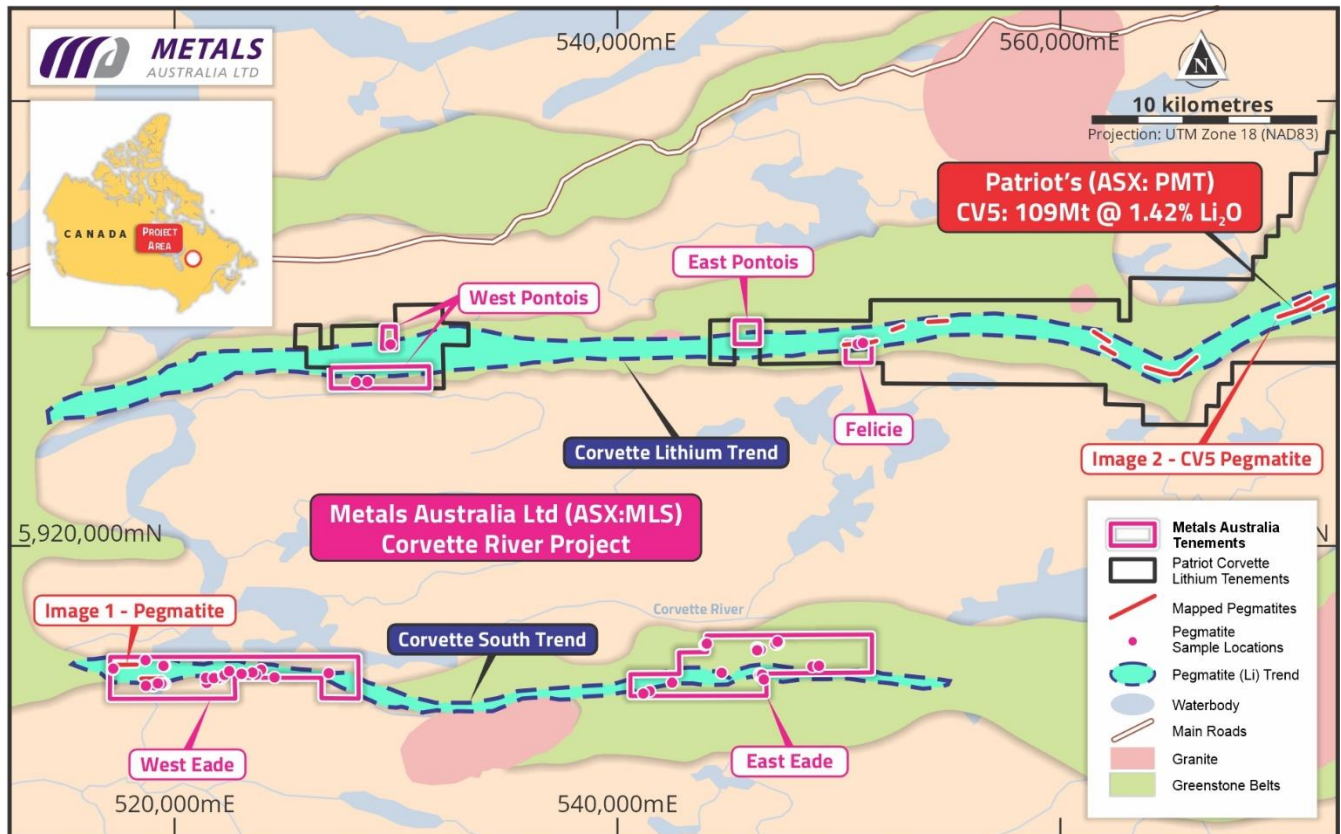 METALS
AUSTRALIA LTD
540,000mE
560,000mE
N
10 kilometres
Projection: UTM Zone 18 (NAD83)
CANADA
PROJECT
AREA
Patriot's (ASX: PMT)
CV5: 109Mt @ 1.42% Li₂O
East Pontois
West Pontois
Felicie
Corvette Lithium Trend
Image 2 - CV5 Pegmatite
Metals Australia Ltd (ASX:MLS)
Corvette River Project
5,920,000mN
N
Image 1 - Pegmatite
Corvette River
Corvette South Trend
West Eade
East Eade
520,000mE
540,000mE
Metals Australia
Tenements
Patriot Corvette
Lithium Tenements
Mapped Pegmatites
Pegmatite
Sample Locations
Pegmatite (Li) Trend
Waterbody
Main Roads
Granite
Greenstone Belts